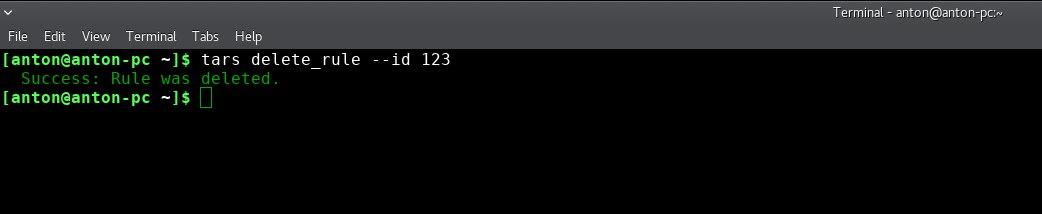 Terminal - anton@anton-pc:~
File Edit View Terminal Tabs Help
[anton@anton-pc ~]$ tars delete_rule --id 123
Success: Rule was deleted.
[anton@anton-pc ~]$